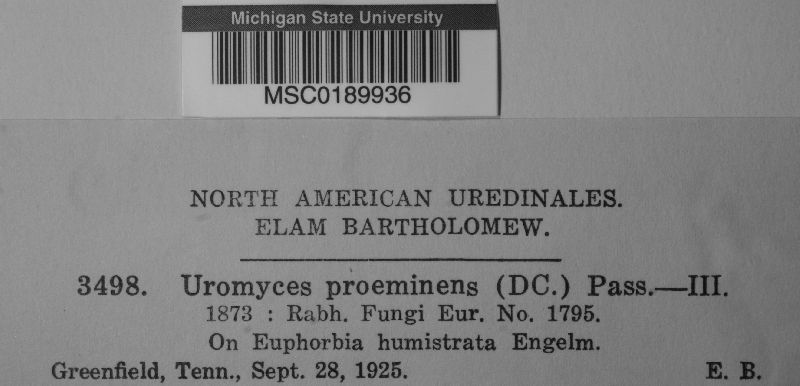 Michigan State University
MSC0189936
NORTH AMERICAN UREDINALES.
ELAM BARTHOLOMEW.
3498. Uromyces proeminens (DC.) Pass.—III.
1873 : Rabh. Fungi Eur. No. 1795.
On Euphorbia humistrata Engelm.
Greenfield, Tenn., Sept. 28, 1925. E. B.